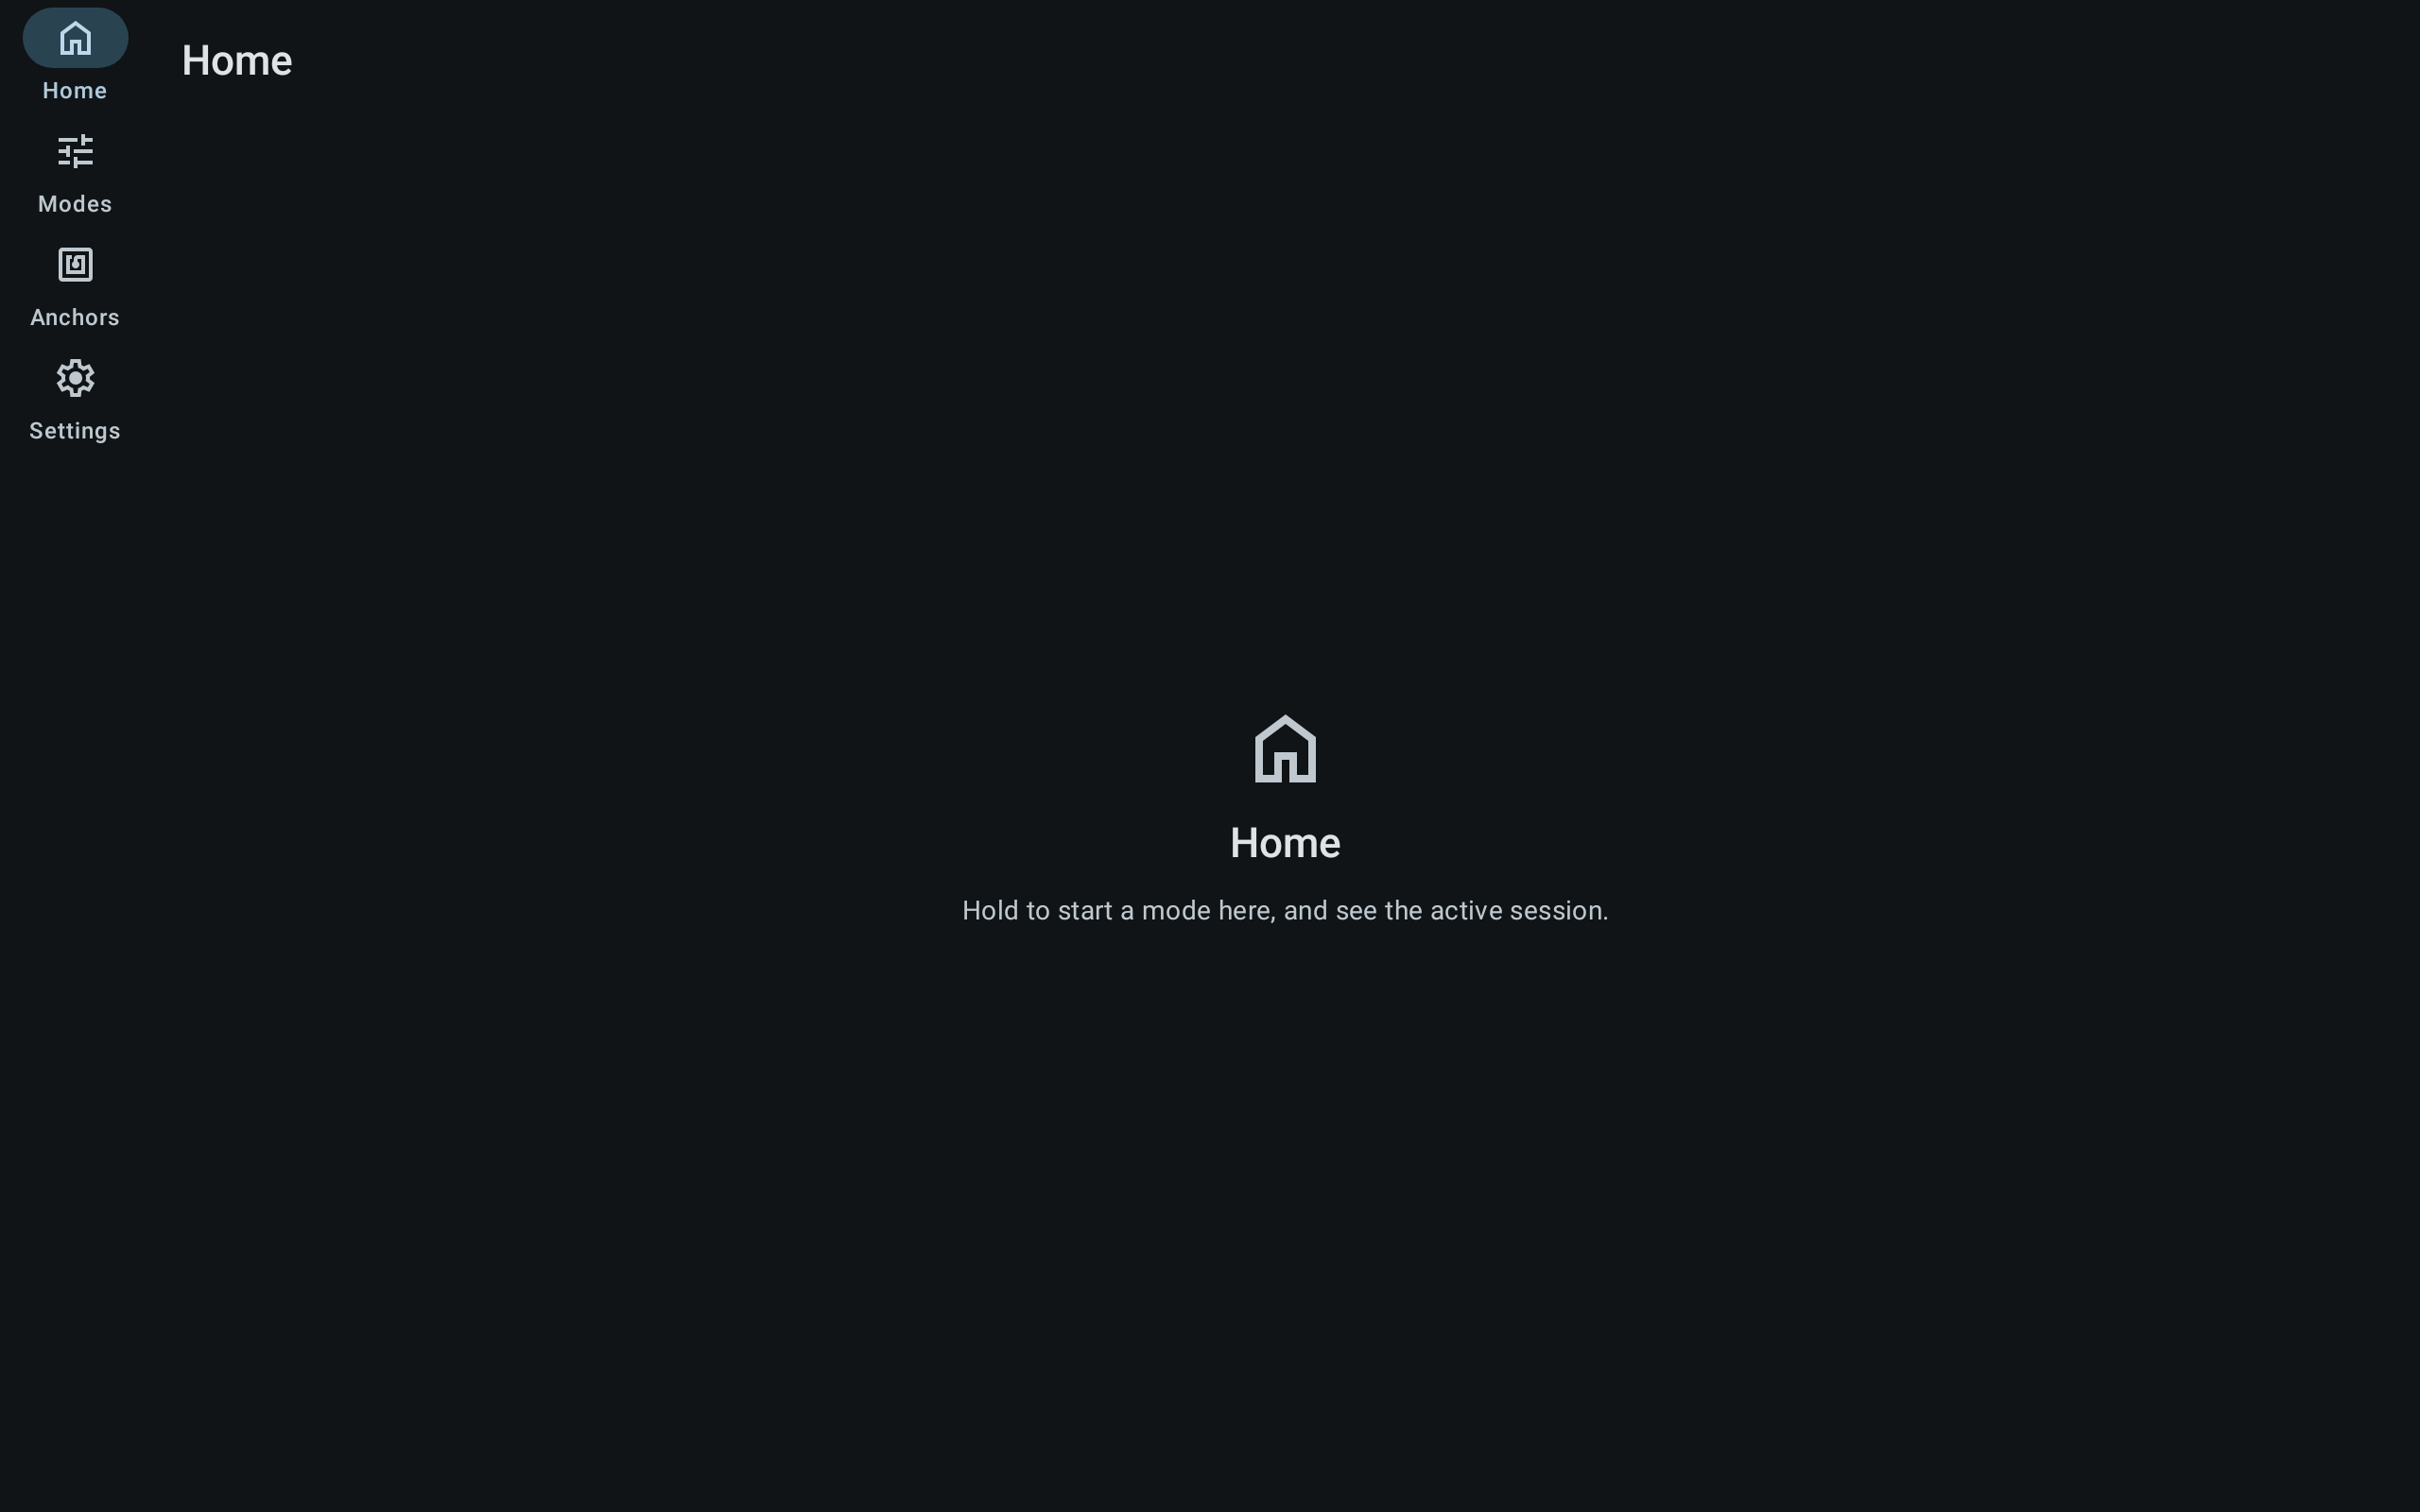 Home
Modes
Anchors
Settings
Home
Home
Hold to start a mode here, and see the active session.